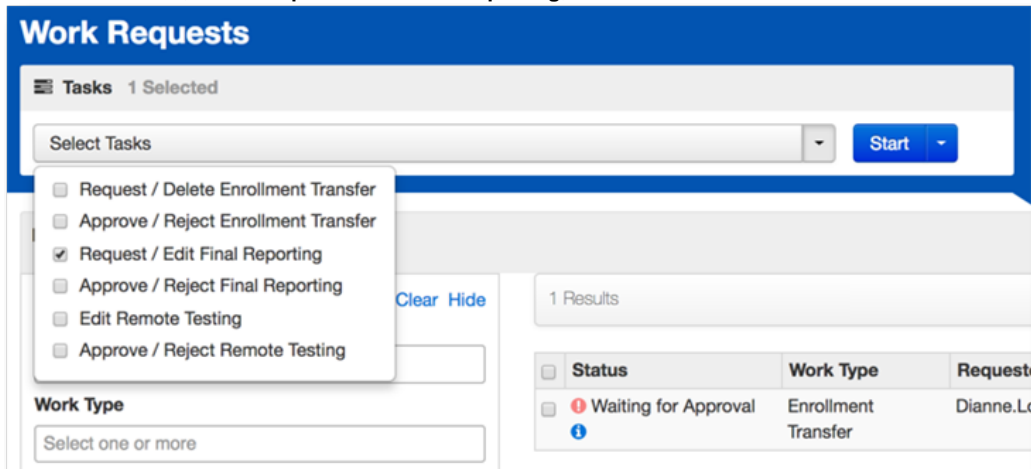 Work Requests
Tasks 1 Selected
Select Tasks
Start
Request / Delete Enrollment Transfer
Approve / Reject Enrollment Transfer
Request / Edit Final Reporting
Approve / Reject Final Reporting
Edit Remote Testing
Approve / Reject Remote Testing
Clear Hide
Work Type
Select one or more
1 Results
Status Work Type Requeste
Waiting for Approval Enrollment Dianne.Lo
Transfer